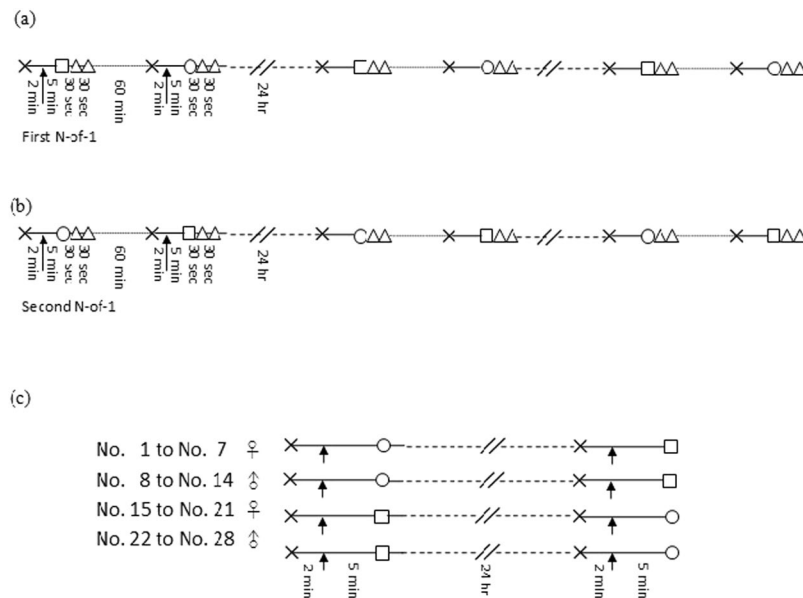 (a)
2 min 5 min 30 sec 30 sec 60 min 2 min 5 min 30 sec 30 sec 24 hr
First N-of-1
(b)
2 min 5 min 30 sec 30 sec 60 min 2 min 5 min 30 sec 30 sec 24 hr
Second N-of-1
(c)
No. 1 to No. 7 ♀
No. 8 to No. 14 ♂
No. 15 to No. 21 ♀
No. 22 to No. 28 ♂
2 min 5 min 24 hr 2 min 5 min